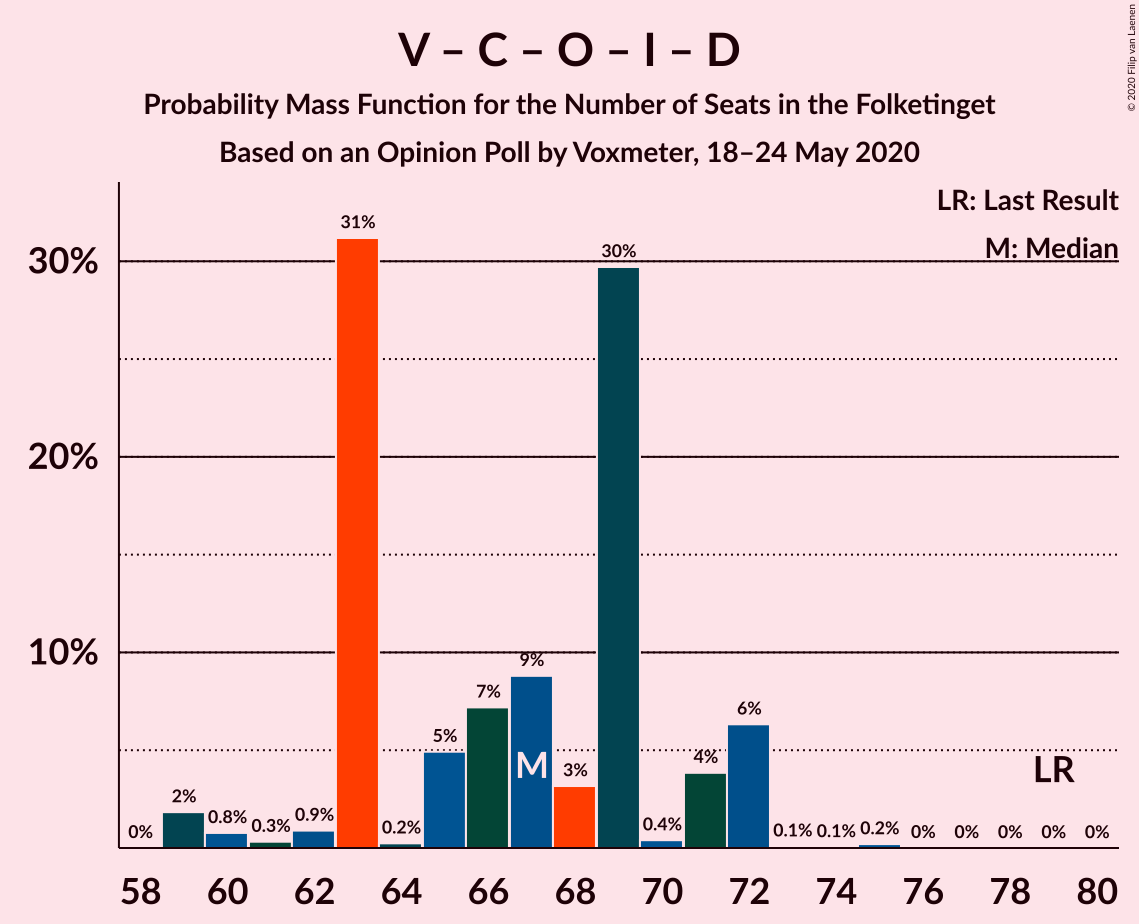 V – C – O – I – D
Probability Mass Function for the Number of Seats in the Folketinget
Based on an Opinion Poll by Voxmeter, 18–24 May 2020
© 2020 Filip van Laenen
LR: Last Result
M: Median
30%
20%
10%
0%
2%
0.8%
0.3%
0.9%
31%
0.2%
5%
7%
9%
3%
30%
0.4%
4%
6%
0.1%
0.1%
0.2%
0%
0%
0%
0%
0%
M
LR
58 60 62 64 66 68 70 72 74 76 78 80